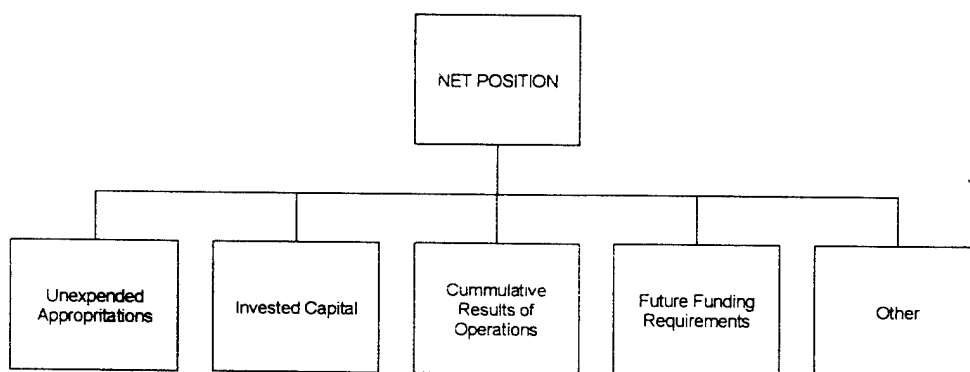 NET POSITION
Unexpended
Appropritations
Invested Capital
Cummulative
Results of
Operations
Future Funding
Requirements
Other